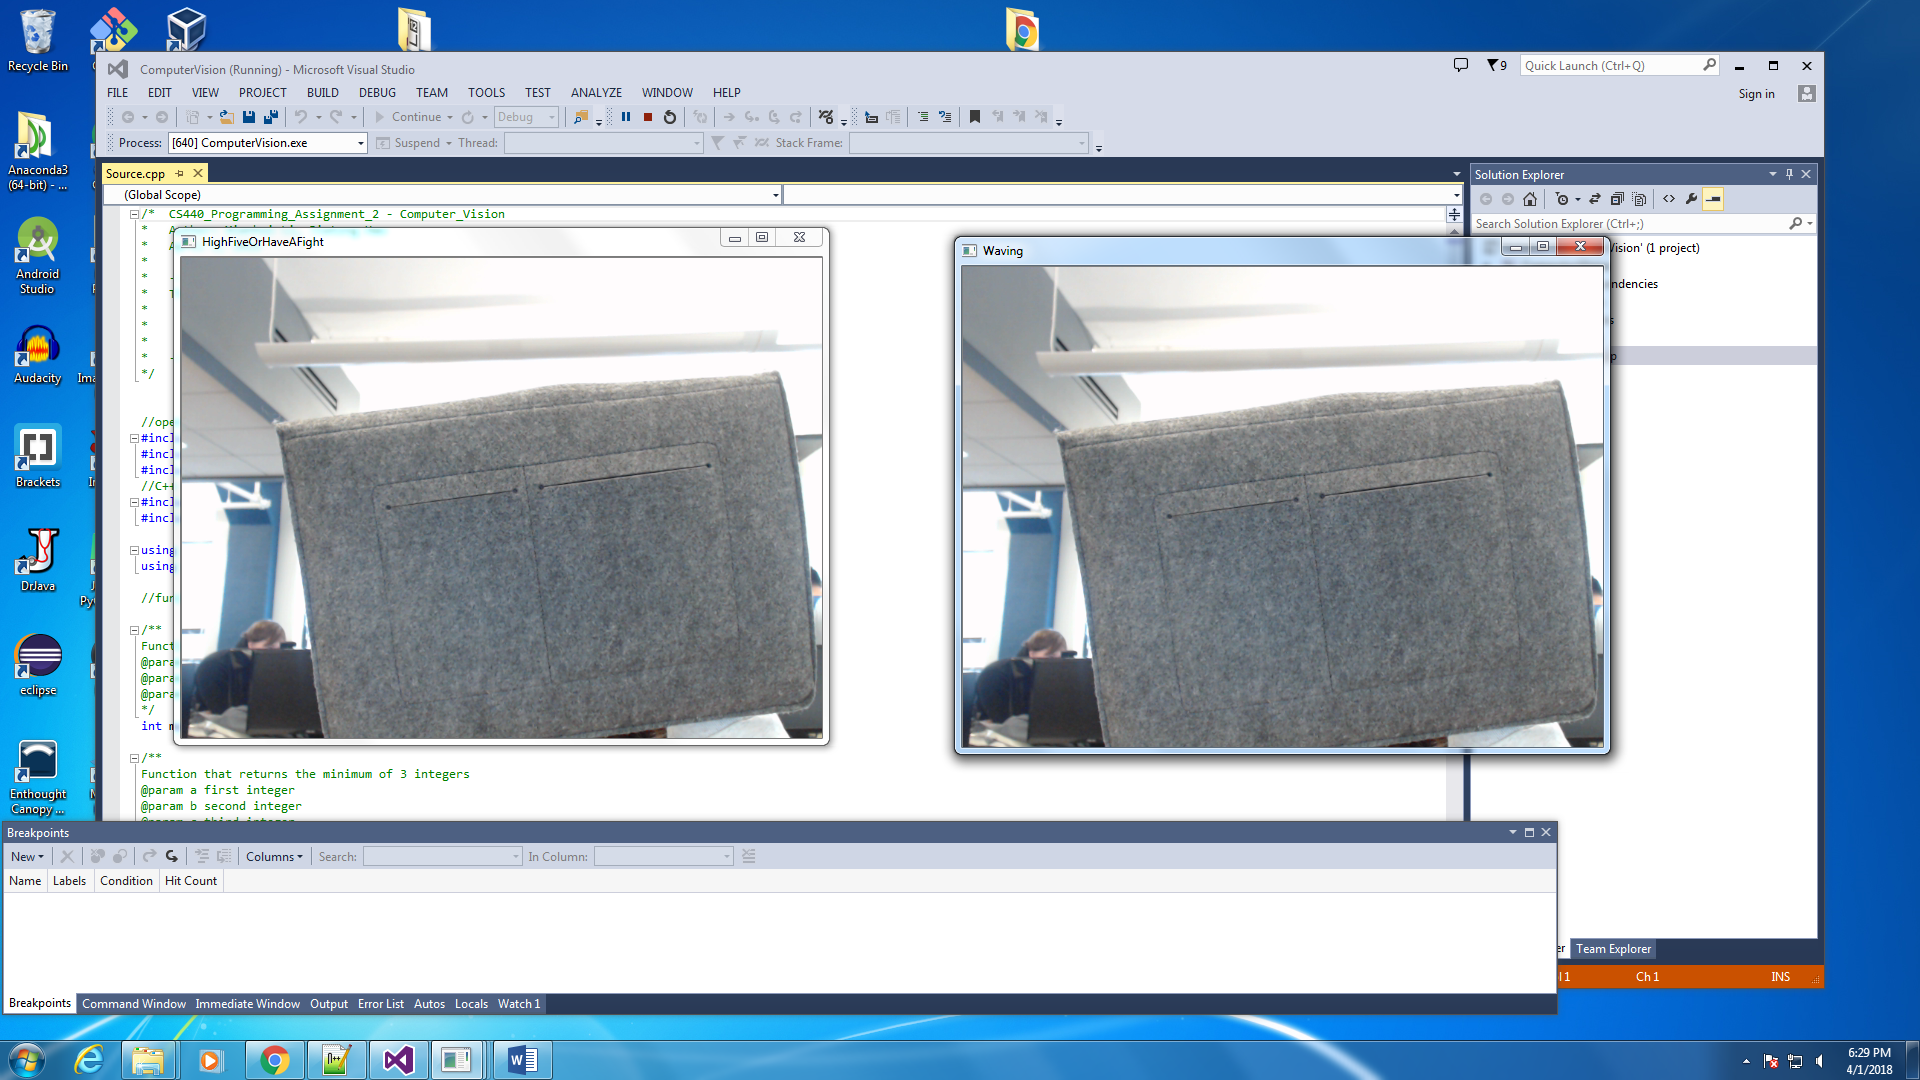 Recycle Bin
Anaconda3
(64-bit) - ...
Android
Studio
Audacity
Brackets
DrJava
eclipse
Enthought
Canopy ...
ComputerVision (Running) - Microsoft Visual Studio
9
Quick Launch (Ctrl+Q)
FILE EDIT VIEW PROJECT BUILD DEBUG TEAM TOOLS TEST ANALYZE WINDOW HELP
Sign in
Continue
Debug
Process: [640] ComputerVision.exe
Suspend Thread:
Stack Frame:
Source.cpp
(Global Scope)
/* CS440_Programming_Assignment_2 - Computer_Vision
*/
//ope
#incl
#incl
#incl
//C++
#incl
#incl
using
using
//fun
/**
Funct
@para
@para
@para
*/
int m
/**
Function that returns the minimum of 3 integers
@param a first integer
@param b second integer
HighFiveOrHaveAFight
Waving
Solution Explorer
Search Solution Explorer (Ctrl+;)
Vision' (1 project)
ndencies
s
p
er Team Explorer
Ch 1
INS
Breakpoints
New
Columns
Search:
In Column:
Name Labels Condition Hit Count
Breakpoints Command Window Immediate Window Output Error List Autos Locals Watch 1
6:29 PM
4/1/2018